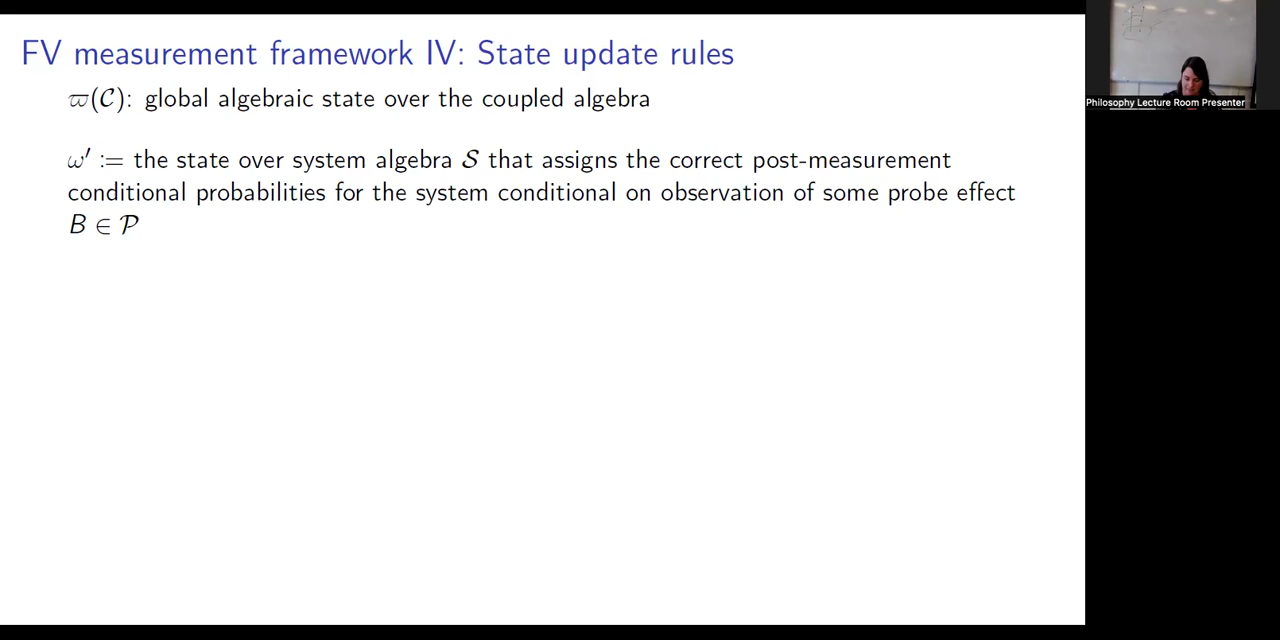 FV measurement framework IV: State update rules
ϖ(𝒞): global algebraic state over the coupled algebra
ω′ := the state over system algebra 𝒮 that assigns the correct post-measurement
conditional probabilities for the system conditional on observation of some probe effect
B ∈ 𝒫
Philosophy Lecture Room Presenter